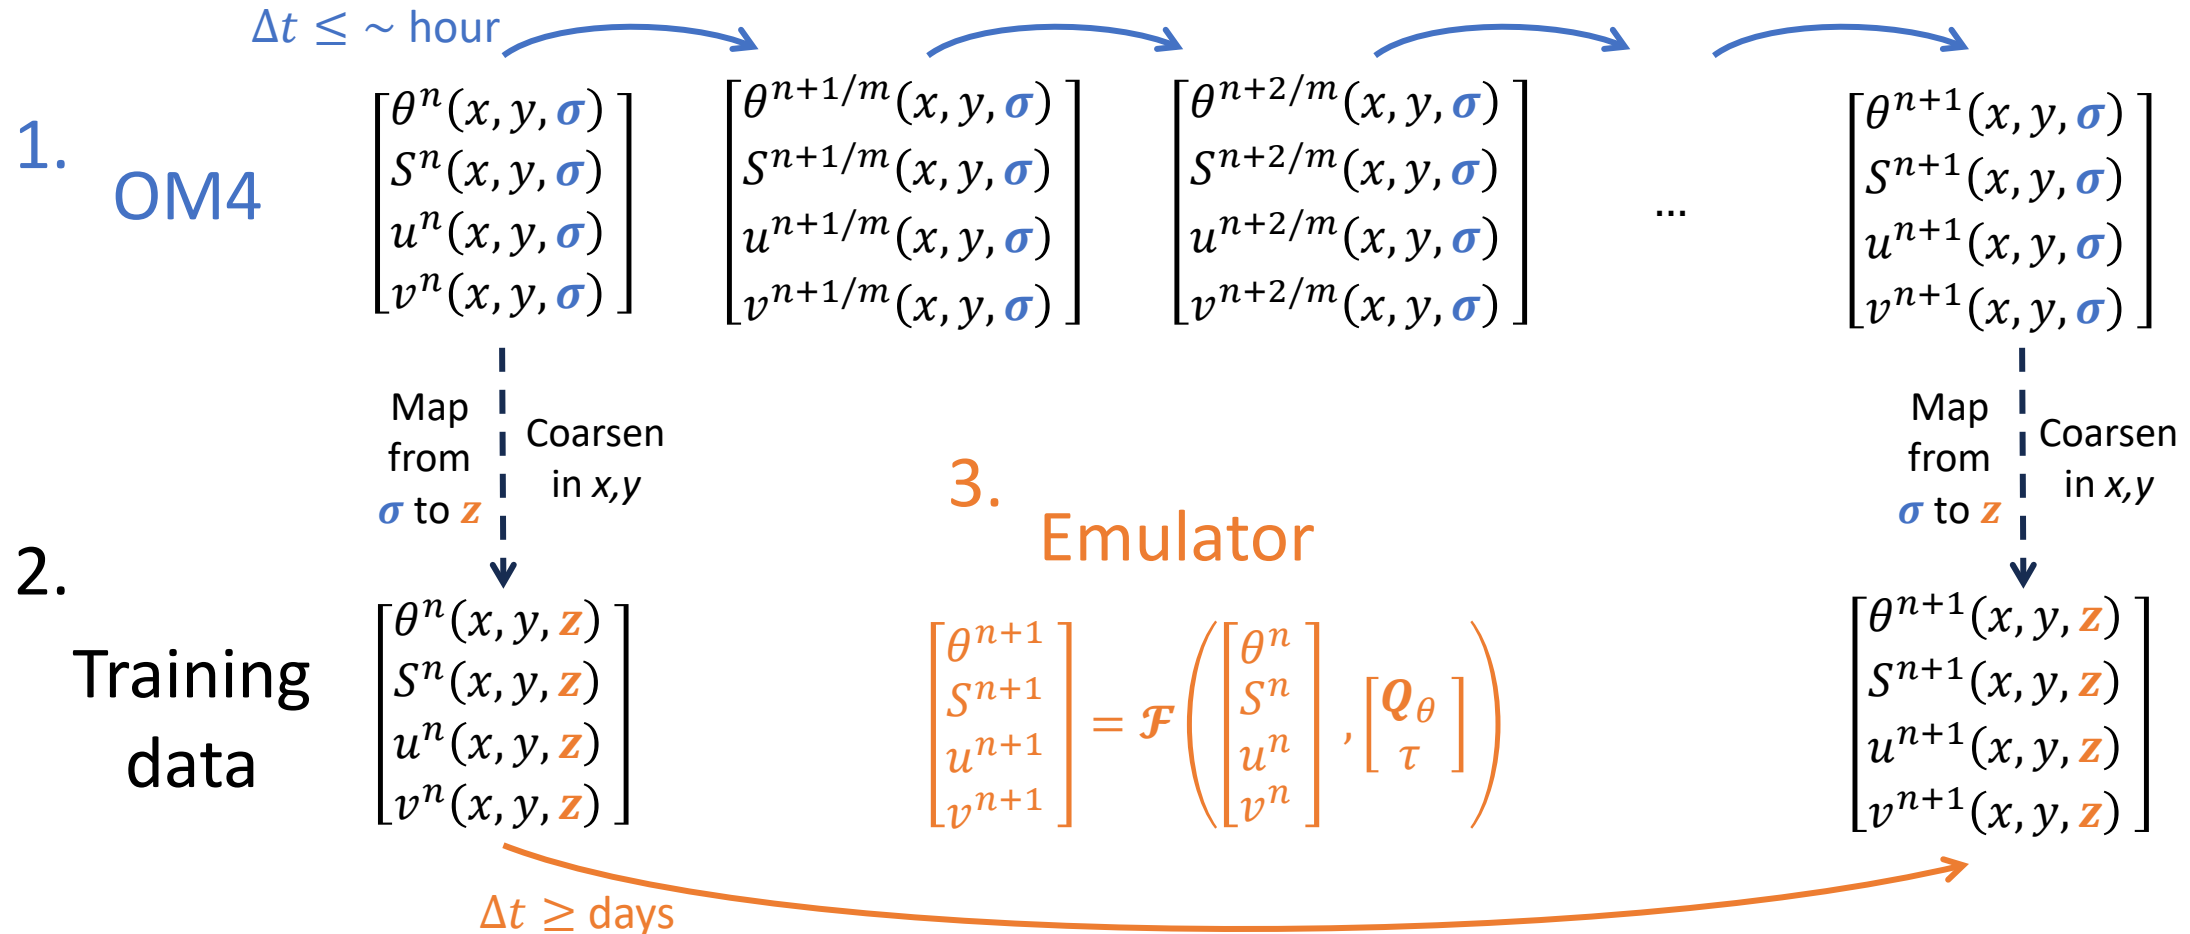 Δt ≤ ~ hour
1.
OM4
θⁿ(x, y, σ)
Sⁿ(x, y, σ)
uⁿ(x, y, σ)
vⁿ(x, y, σ)
θⁿ⁺¹ᐟᵐ(x, y, σ)
Sⁿ⁺¹ᐟᵐ(x, y, σ)
uⁿ⁺¹ᐟᵐ(x, y, σ)
vⁿ⁺¹ᐟᵐ(x, y, σ)
θⁿ⁺²ᐟᵐ(x, y, σ)
Sⁿ⁺²ᐟᵐ(x, y, σ)
uⁿ⁺²ᐟᵐ(x, y, σ)
vⁿ⁺²ᐟᵐ(x, y, σ)
...
θⁿ⁺¹(x, y, σ)
Sⁿ⁺¹(x, y, σ)
uⁿ⁺¹(x, y, σ)
vⁿ⁺¹(x, y, σ)
Map
from
σ to z
Coarsen
in x,y
Map
from
σ to z
Coarsen
in x,y
2.
Training
data
θⁿ(x, y, z)
Sⁿ(x, y, z)
uⁿ(x, y, z)
vⁿ(x, y, z)
3.
Emulator
[θⁿ⁺¹ Sⁿ⁺¹ uⁿ⁺¹ vⁿ⁺¹] = ℱ([θⁿ Sⁿ uⁿ vⁿ], [Q_θ τ])
θⁿ⁺¹(x, y, z)
Sⁿ⁺¹(x, y, z)
uⁿ⁺¹(x, y, z)
vⁿ⁺¹(x, y, z)
Δt ≥ days